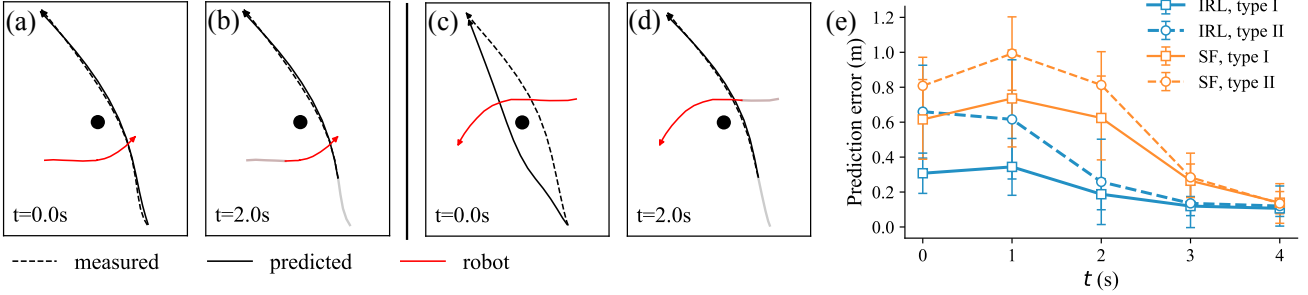 (a)
t=0.0s
(b)
t=2.0s
(c)
t=0.0s
(d)
t=2.0s
measured
predicted
robot
(e)
IRL, type I
IRL, type II
SF, type I
SF, type II
Prediction error (m)
1.2
1.0
0.8
0.6
0.4
0.2
0.0
0 1 2 3 4
t (s)